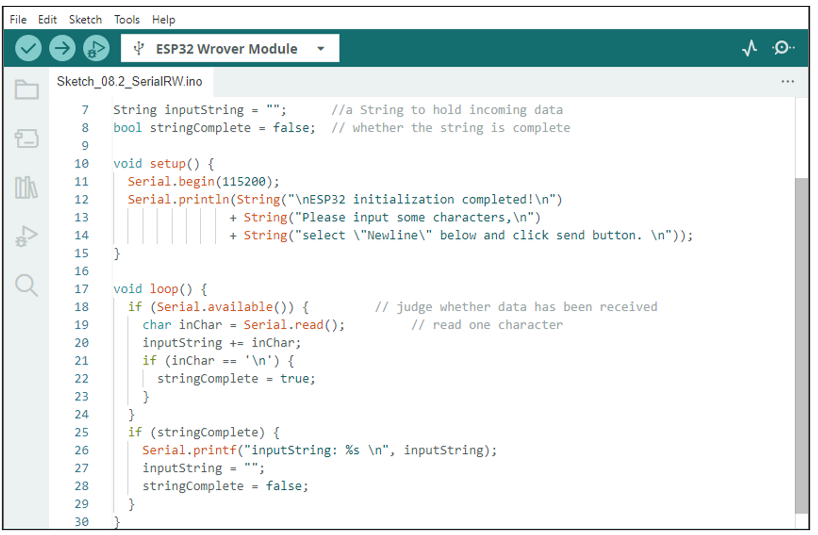 File Edit Sketch Tools Help
ESP32 Wrover Module
Sketch_08.2_SerialRW.ino
7 String inputString = "";      //a String to hold incoming data
8 bool stringComplete = false;  // whether the string is complete
9
10 void setup() {
11   Serial.begin(115200);
12   Serial.println(String("\nESP32 initialization completed!\n")
13                 + String("Please input some characters,\n")
14                 + String("select \"Newline\" below and click send button. \n"));
15 }
16
17 void loop() {
18   if (Serial.available()) {         // judge whether data has been received
19     char inChar = Serial.read();         // read one character
20     inputString += inChar;
21     if (inChar == '\n') {
22       stringComplete = true;
23     }
24   }
25   if (stringComplete) {
26     Serial.printf("inputString: %s \n", inputString);
27     inputString = "";
28     stringComplete = false;
29   }
30 }